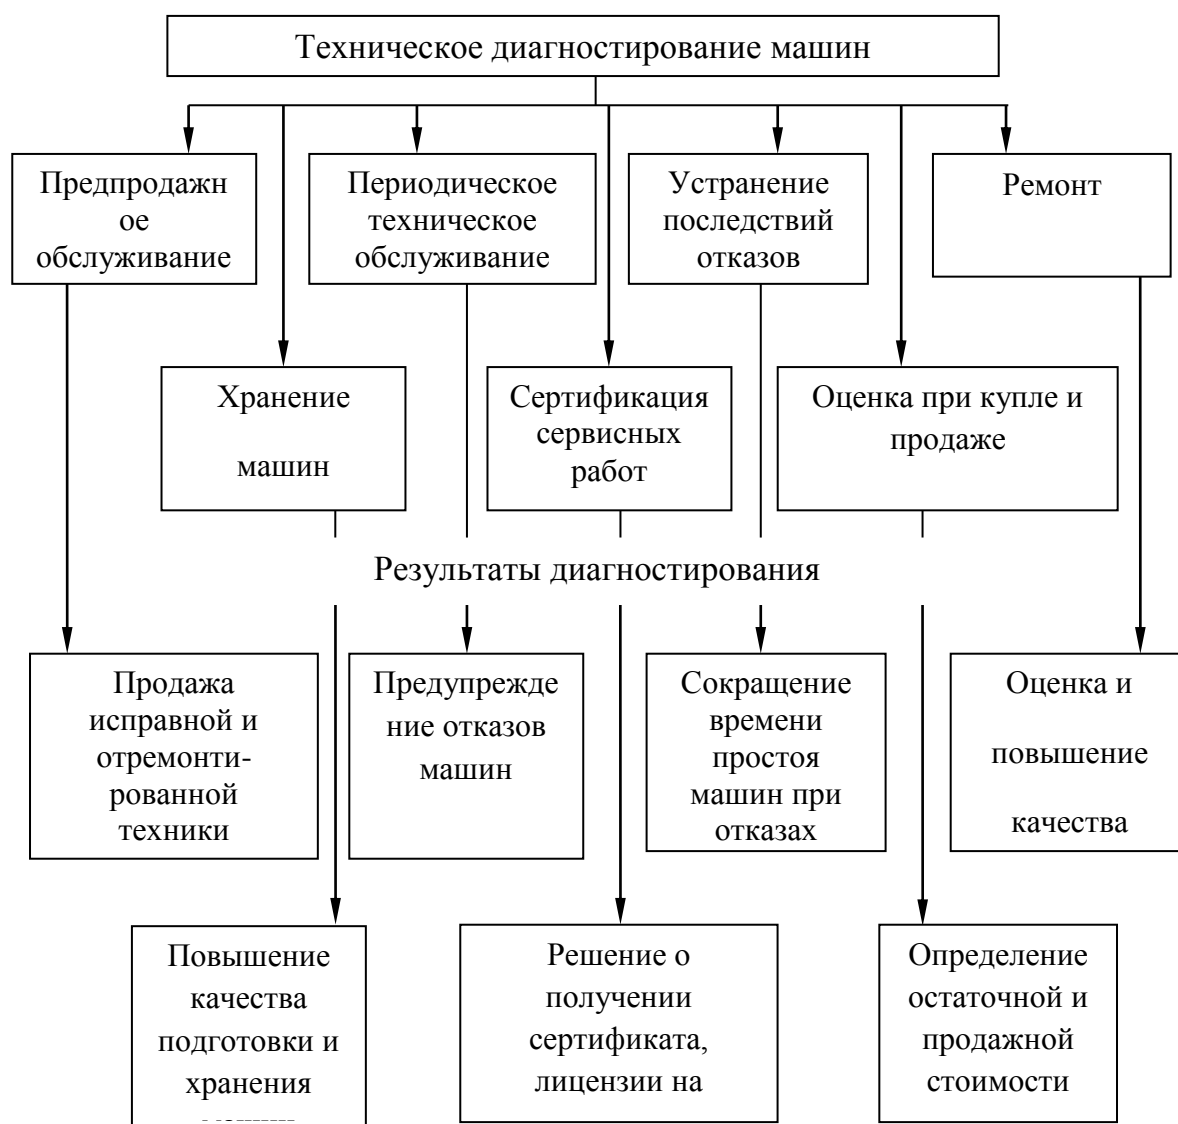 Техническое диагностирование машин
Предпродажн
ое
обслуживание
Периодическое
техническое
обслуживание
Устранение
последствий
отказов
Ремонт
Хранение
машин
Сертификация
сервисных
работ
Оценка при купле и
продаже
Результаты диагностирования
Продажа
исправной и
отремонти-
рованной
техники
Предупрежде
ние отказов
машин
Сокращение
времени
простоя
машин при
отказах
Оценка и
повышение
качества
Повышение
качества
подготовки и
хранения
Решение о
получении
сертификата,
лицензии на
Определение
остаточной и
продажной
стоимости